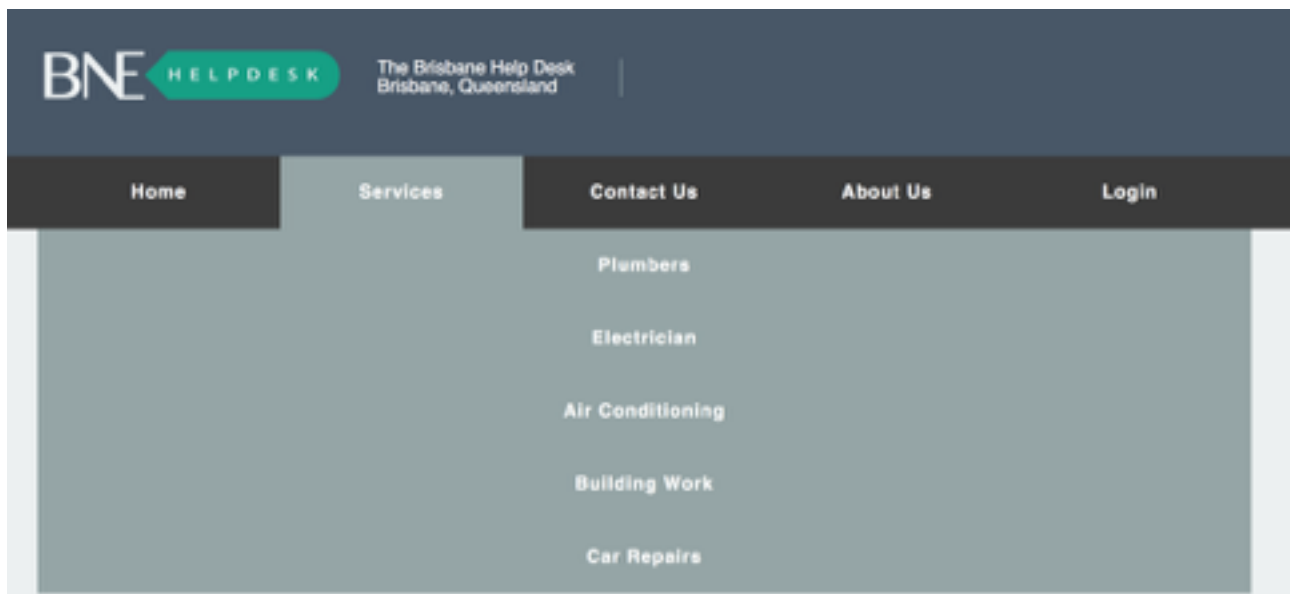 BNE HELPDESK
The Brisbane Help Desk
Brisbane, Queensland
Home Services Contact Us About Us Login
Plumbers
Electrician
Air Conditioning
Building Work
Car Repairs